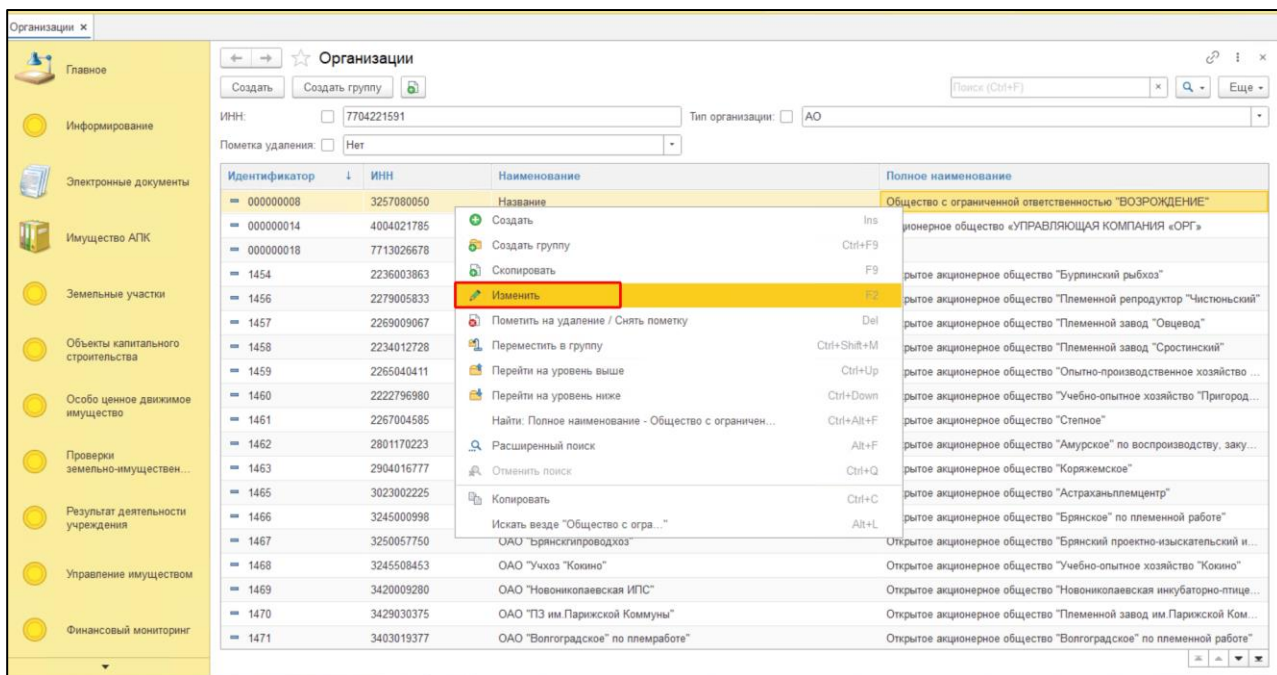 Организации ×
Главное
Информирование
Электронные документы
Имущество АПК
Земельные участки
Объекты капитального
строительства
Особо ценное движимое
имущество
Проверки
земельно-имуществен...
Результат деятельности
учреждения
Управление имуществом
Финансовый мониторинг
Организации
Создать Создать группу Поиск (Ctrl+F) × Еще
ИНН: 7704221591 Тип организации: АО
Пометка удаления: Нет
Идентификатор ↓ ИНН Наименование Полное наименование
000000008 3257080050 Название Общество с ограниченной ответственностью "ВОЗРОЖДЕНИЕ"
000000014 4004021785 ционерное общество «УПРАВЛЯЮЩАЯ КОМПАНИЯ «ОРГ»
000000018 7713026678
1454 2236003863 крытое акционерное общество "Бурлинский рыбхоз"
1456 2279005833 рытое акционерное общество "Племенной репродуктор "Чистюньский"
1457 2269009067 рытое акционерное общество "Племенной завод "Овцевод"
1458 2234012728 рытое акционерное общество "Племенной завод "Сростинский"
1459 2265040411 рытое акционерное общество "Опытно-производственное хозяйство ...
1460 2222796980 рытое акционерное общество "Учебно-опытное хозяйство "Пригород...
1461 2267004585 рытое акционерное общество "Степное"
1462 2801170223 рытое акционерное общество "Амурское" по воспроизводству, заку...
1463 2904016777 рытое акционерное общество "Коряжемское"
1465 3023002225 рытое акционерное общество "Астраханьплемцентр"
1466 3245000998 рытое акционерное общество "Брянское" по племенной работе"
1467 3250057750 ОАО "Брянскгипроводхоз" Открытое акционерное общество "Брянский проектно-изыскательский и...
1468 3245508453 ОАО "Учхоз "Кокино" Открытое акционерное общество "Учебно-опытное хозяйство "Кокино"
1469 3420009280 ОАО "Новониколаевская ИПС" Открытое акционерное общество "Новониколаевская инкубаторно-птице...
1470 3429030375 ОАО "ПЗ им.Парижской Коммуны" Открытое акционерное общество "Племенной завод им.Парижской Ком...
1471 3403019377 ОАО "Волгоградское" по племработе" Открытое акционерное общество "Волгоградское" по племенной работе"
Создать Ins
Создать группу Ctrl+F9
Скопировать F9
Изменить F2
Пометить на удаление / Снять пометку Del
Переместить в группу Ctrl+Shift+M
Перейти на уровень выше Ctrl+Up
Перейти на уровень ниже Ctrl+Down
Найти: Полное наименование - Общество с ограничен... Ctrl+Alt+F
Расширенный поиск Alt+F
Отменить поиск Ctrl+Q
Копировать Ctrl+C
Искать везде "Общество с огра..." Alt+L